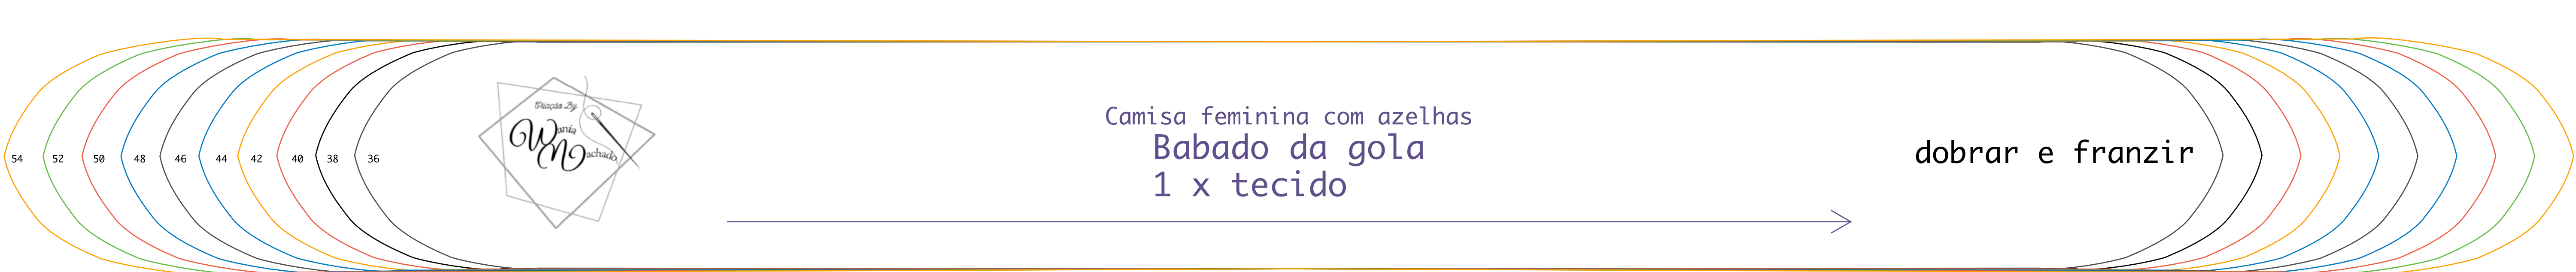 Camisa feminina com azelhas
Babado da gola
1 x tecido
dobrar e franzir
54 52 50 48 46 44 42 40 38 36
Criação By
Wania
Machado